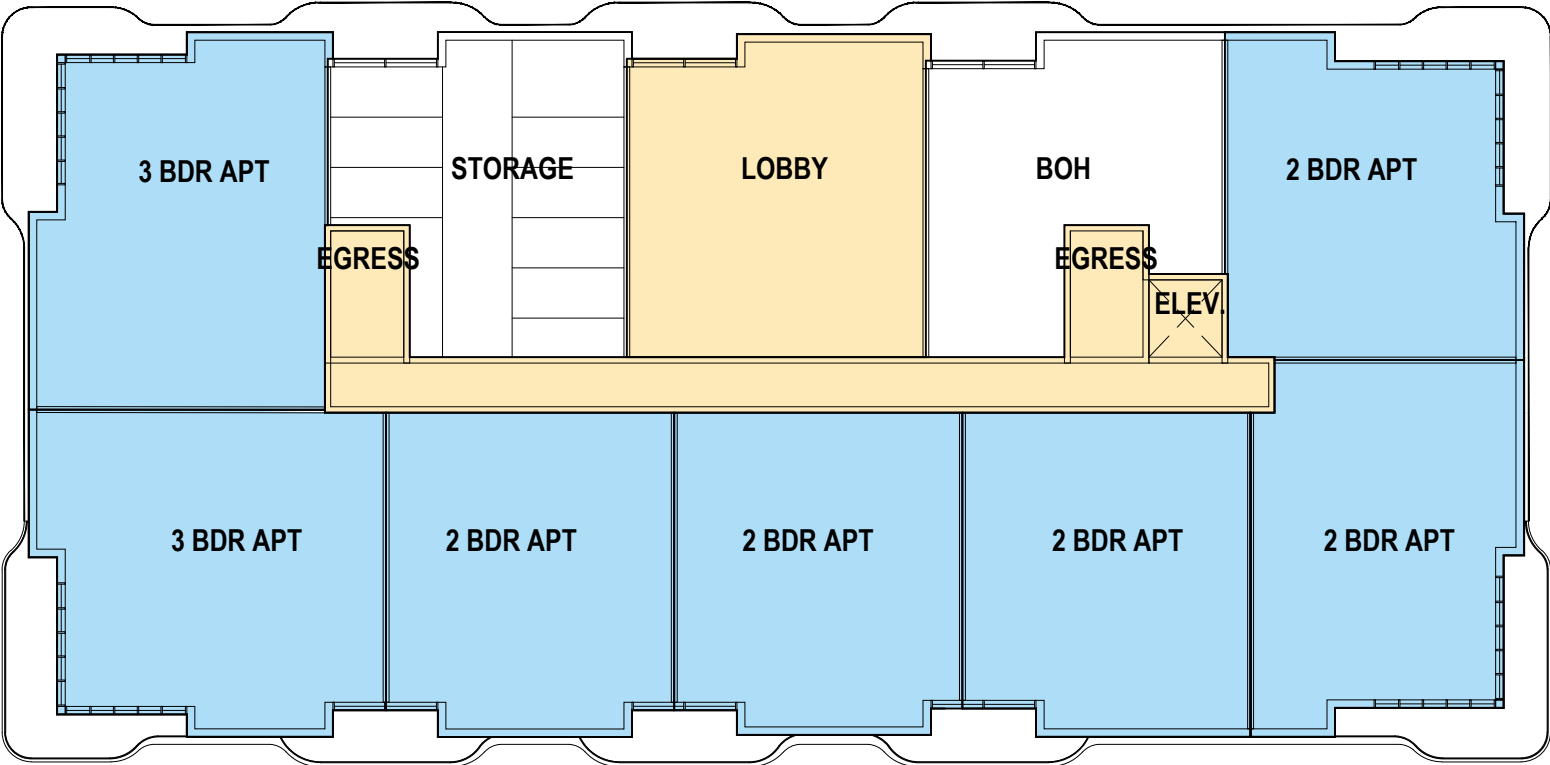 3 BDR APT
STORAGE
LOBBY
BOH
2 BDR APT
EGRESS
EGRESS
ELEV.
3 BDR APT
2 BDR APT
2 BDR APT
2 BDR APT
2 BDR APT